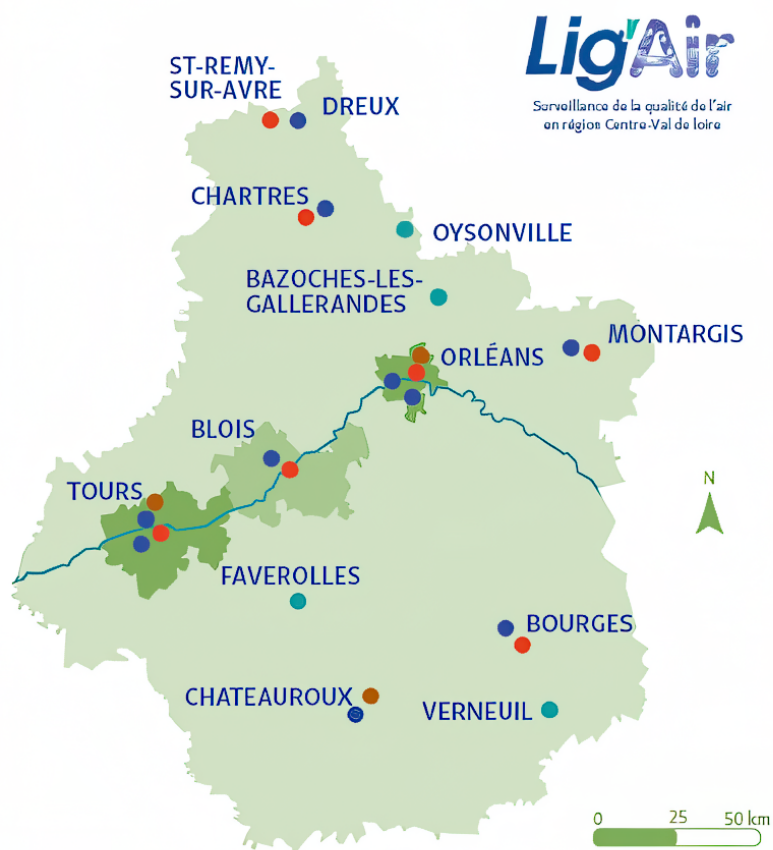 Lig'Air
Surveillance de la qualité de l'air
en région Centre-Val de loire
ST-REMY-
SUR-AVRE
DREUX
CHARTRES
OYSONVILLE
BAZOCHES-LES-
GALLERANDES
MONTARGIS
ORLÉANS
BLOIS
TOURS
N
FAVEROLLES
BOURGES
CHATEAUROUX
VERNEUIL
0 25 50 km